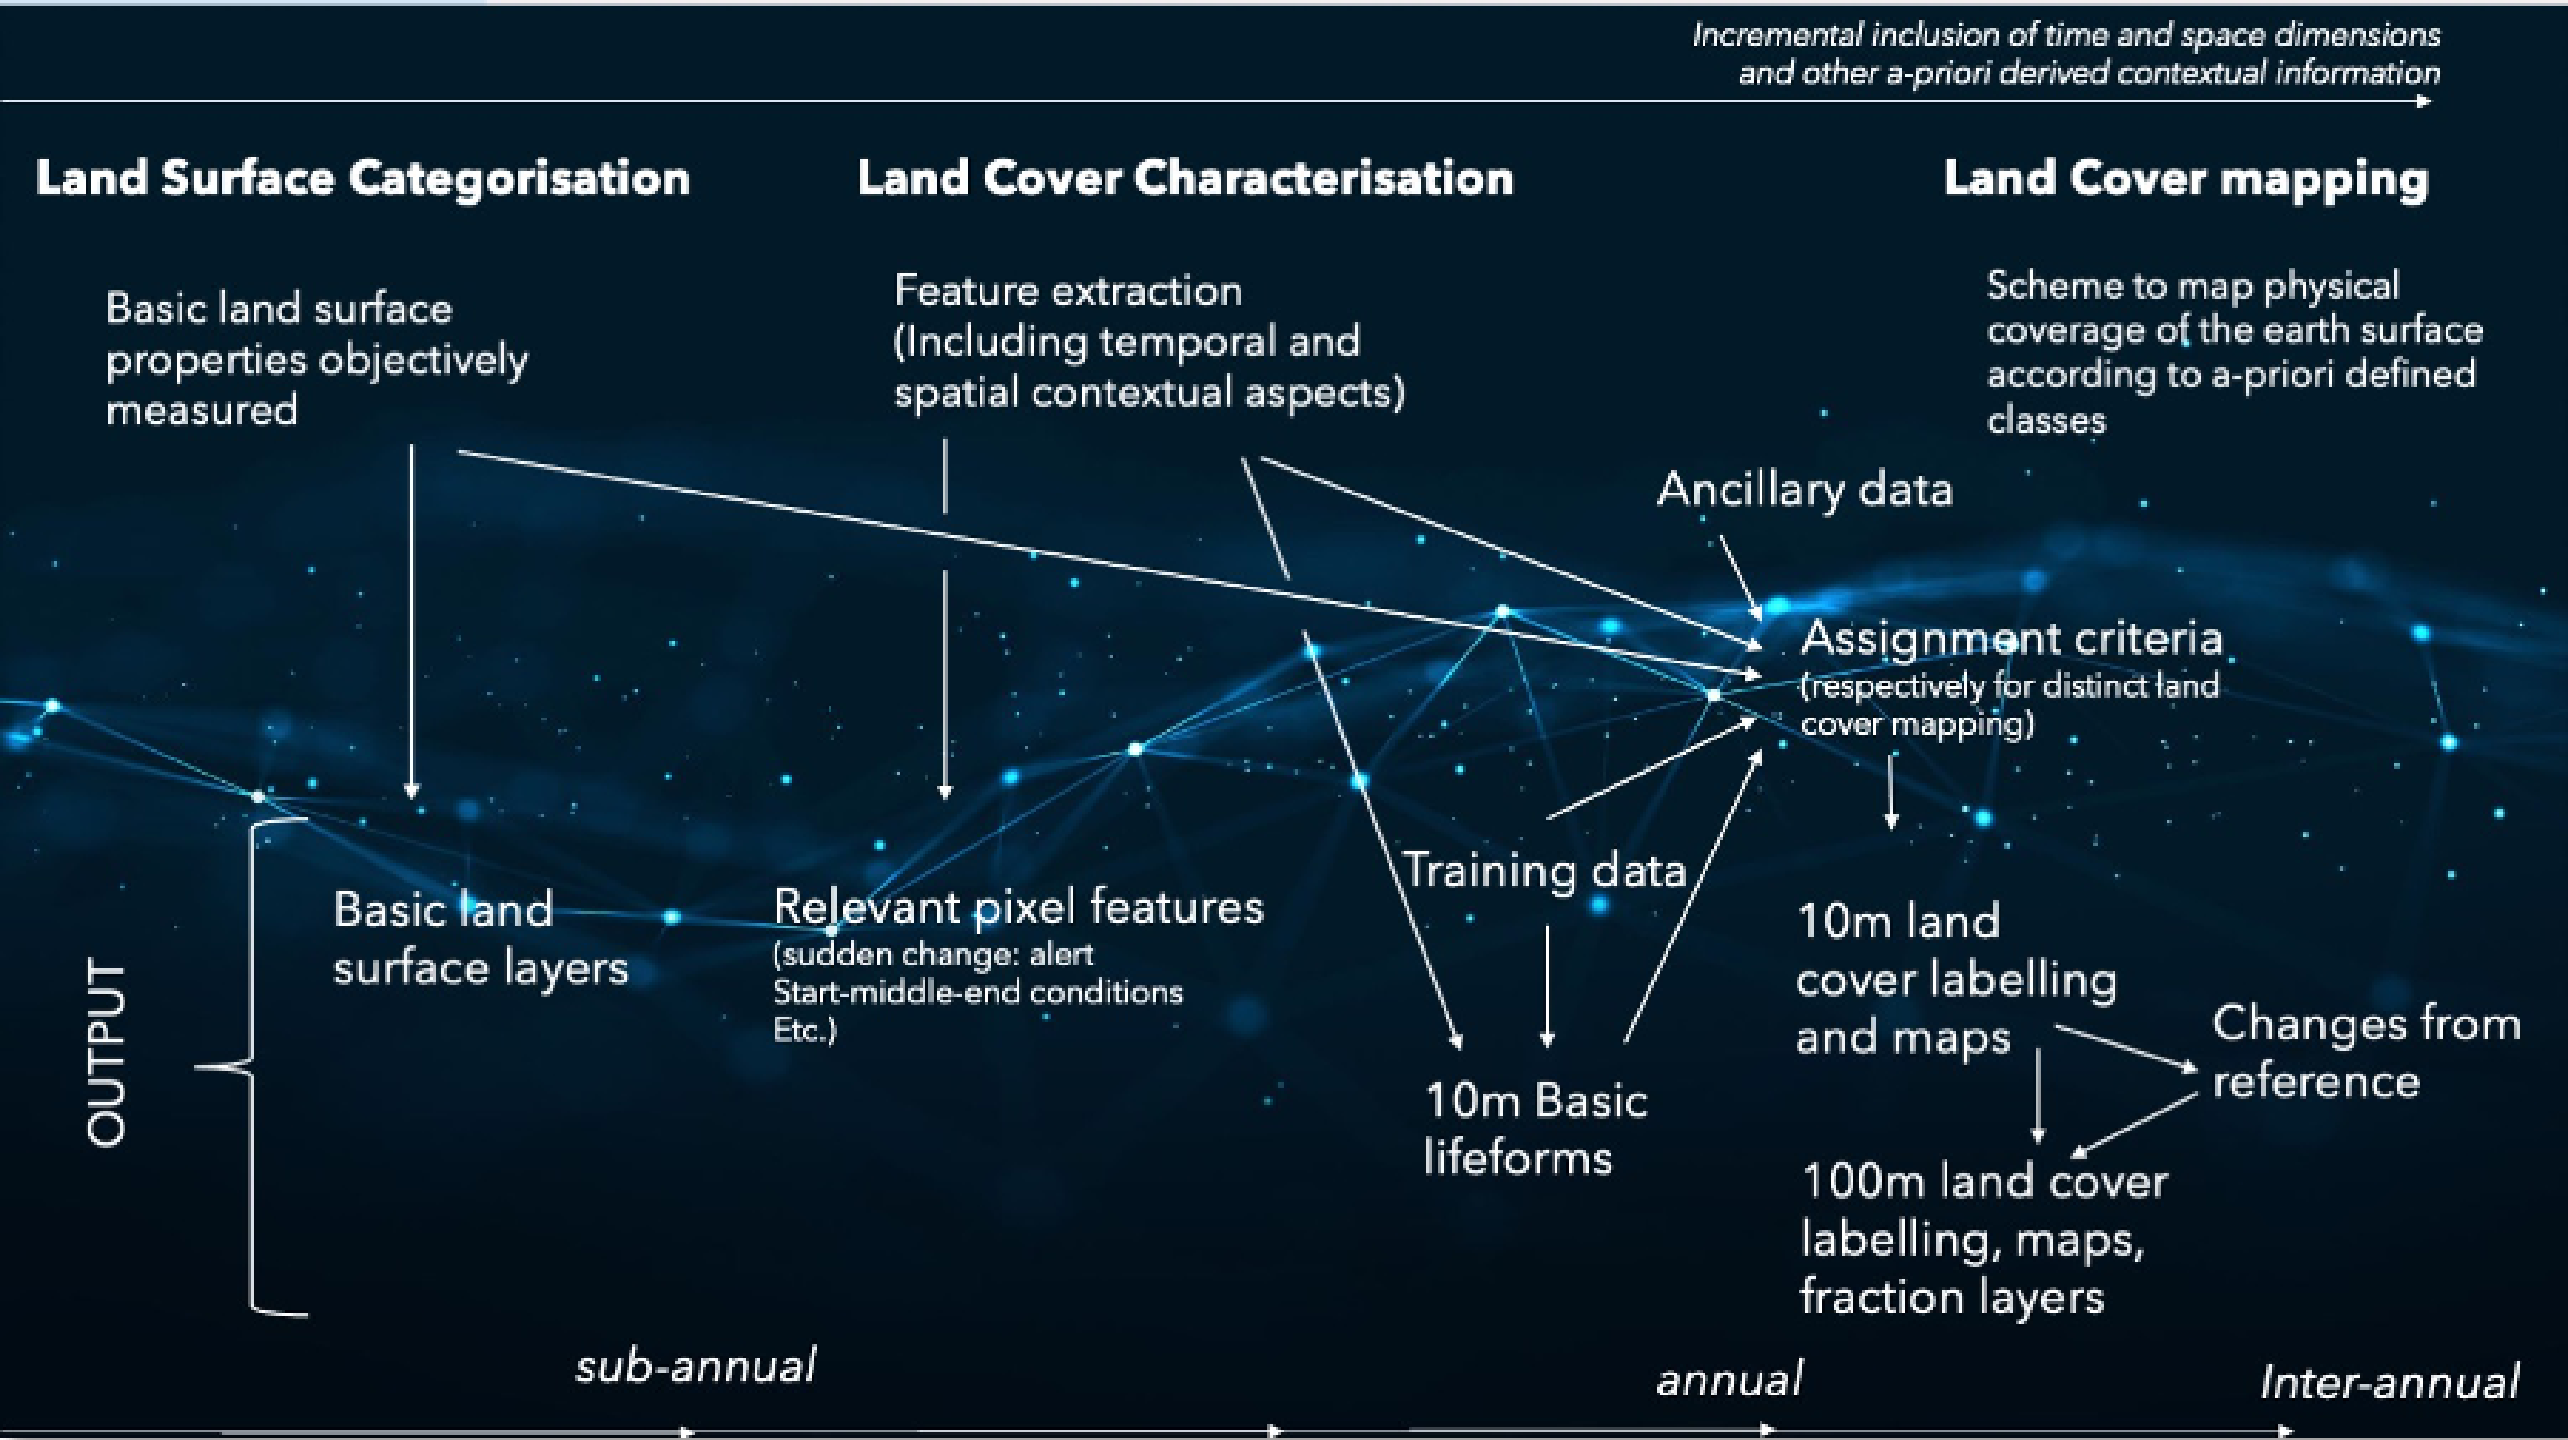 Incremental inclusion of time and space dimensions
and other a-priori derived contextual information
Land Surface Categorisation
Land Cover Characterisation
Land Cover mapping
Basic land surface
properties objectively
measured
Feature extraction
(Including temporal and
spatial contextual aspects)
Scheme to map physical
coverage of the earth surface
according to a-priori defined
classes
Ancillary data
Assignment criteria
(respectively for distinct land
cover mapping)
Training data
OUTPUT
Basic land
surface layers
Relevant pixel features
(sudden change: alert
Start-middle-end conditions
Etc.)
10m Basic
lifeforms
10m land
cover labelling
and maps
Changes from
reference
100m land cover
labelling, maps,
fraction layers
sub-annual
annual
Inter-annual